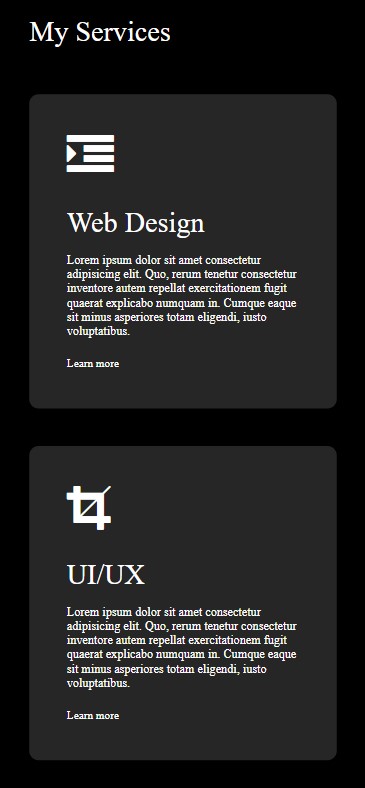 My Services
Web Design
Lorem ipsum dolor sit amet consectetur
adipisicing elit. Quo, rerum tenetur consectetur
inventore autem repellat exercitationem fugit
quaerat explicabo numquam in. Cumque eaque
sit minus asperiores totam eligendi, iusto
voluptatibus.
Learn more
UI/UX
Lorem ipsum dolor sit amet consectetur
adipisicing elit. Quo, rerum tenetur consectetur
inventore autem repellat exercitationem fugit
quaerat explicabo numquam in. Cumque eaque
sit minus asperiores totam eligendi, iusto
voluptatibus.
Learn more